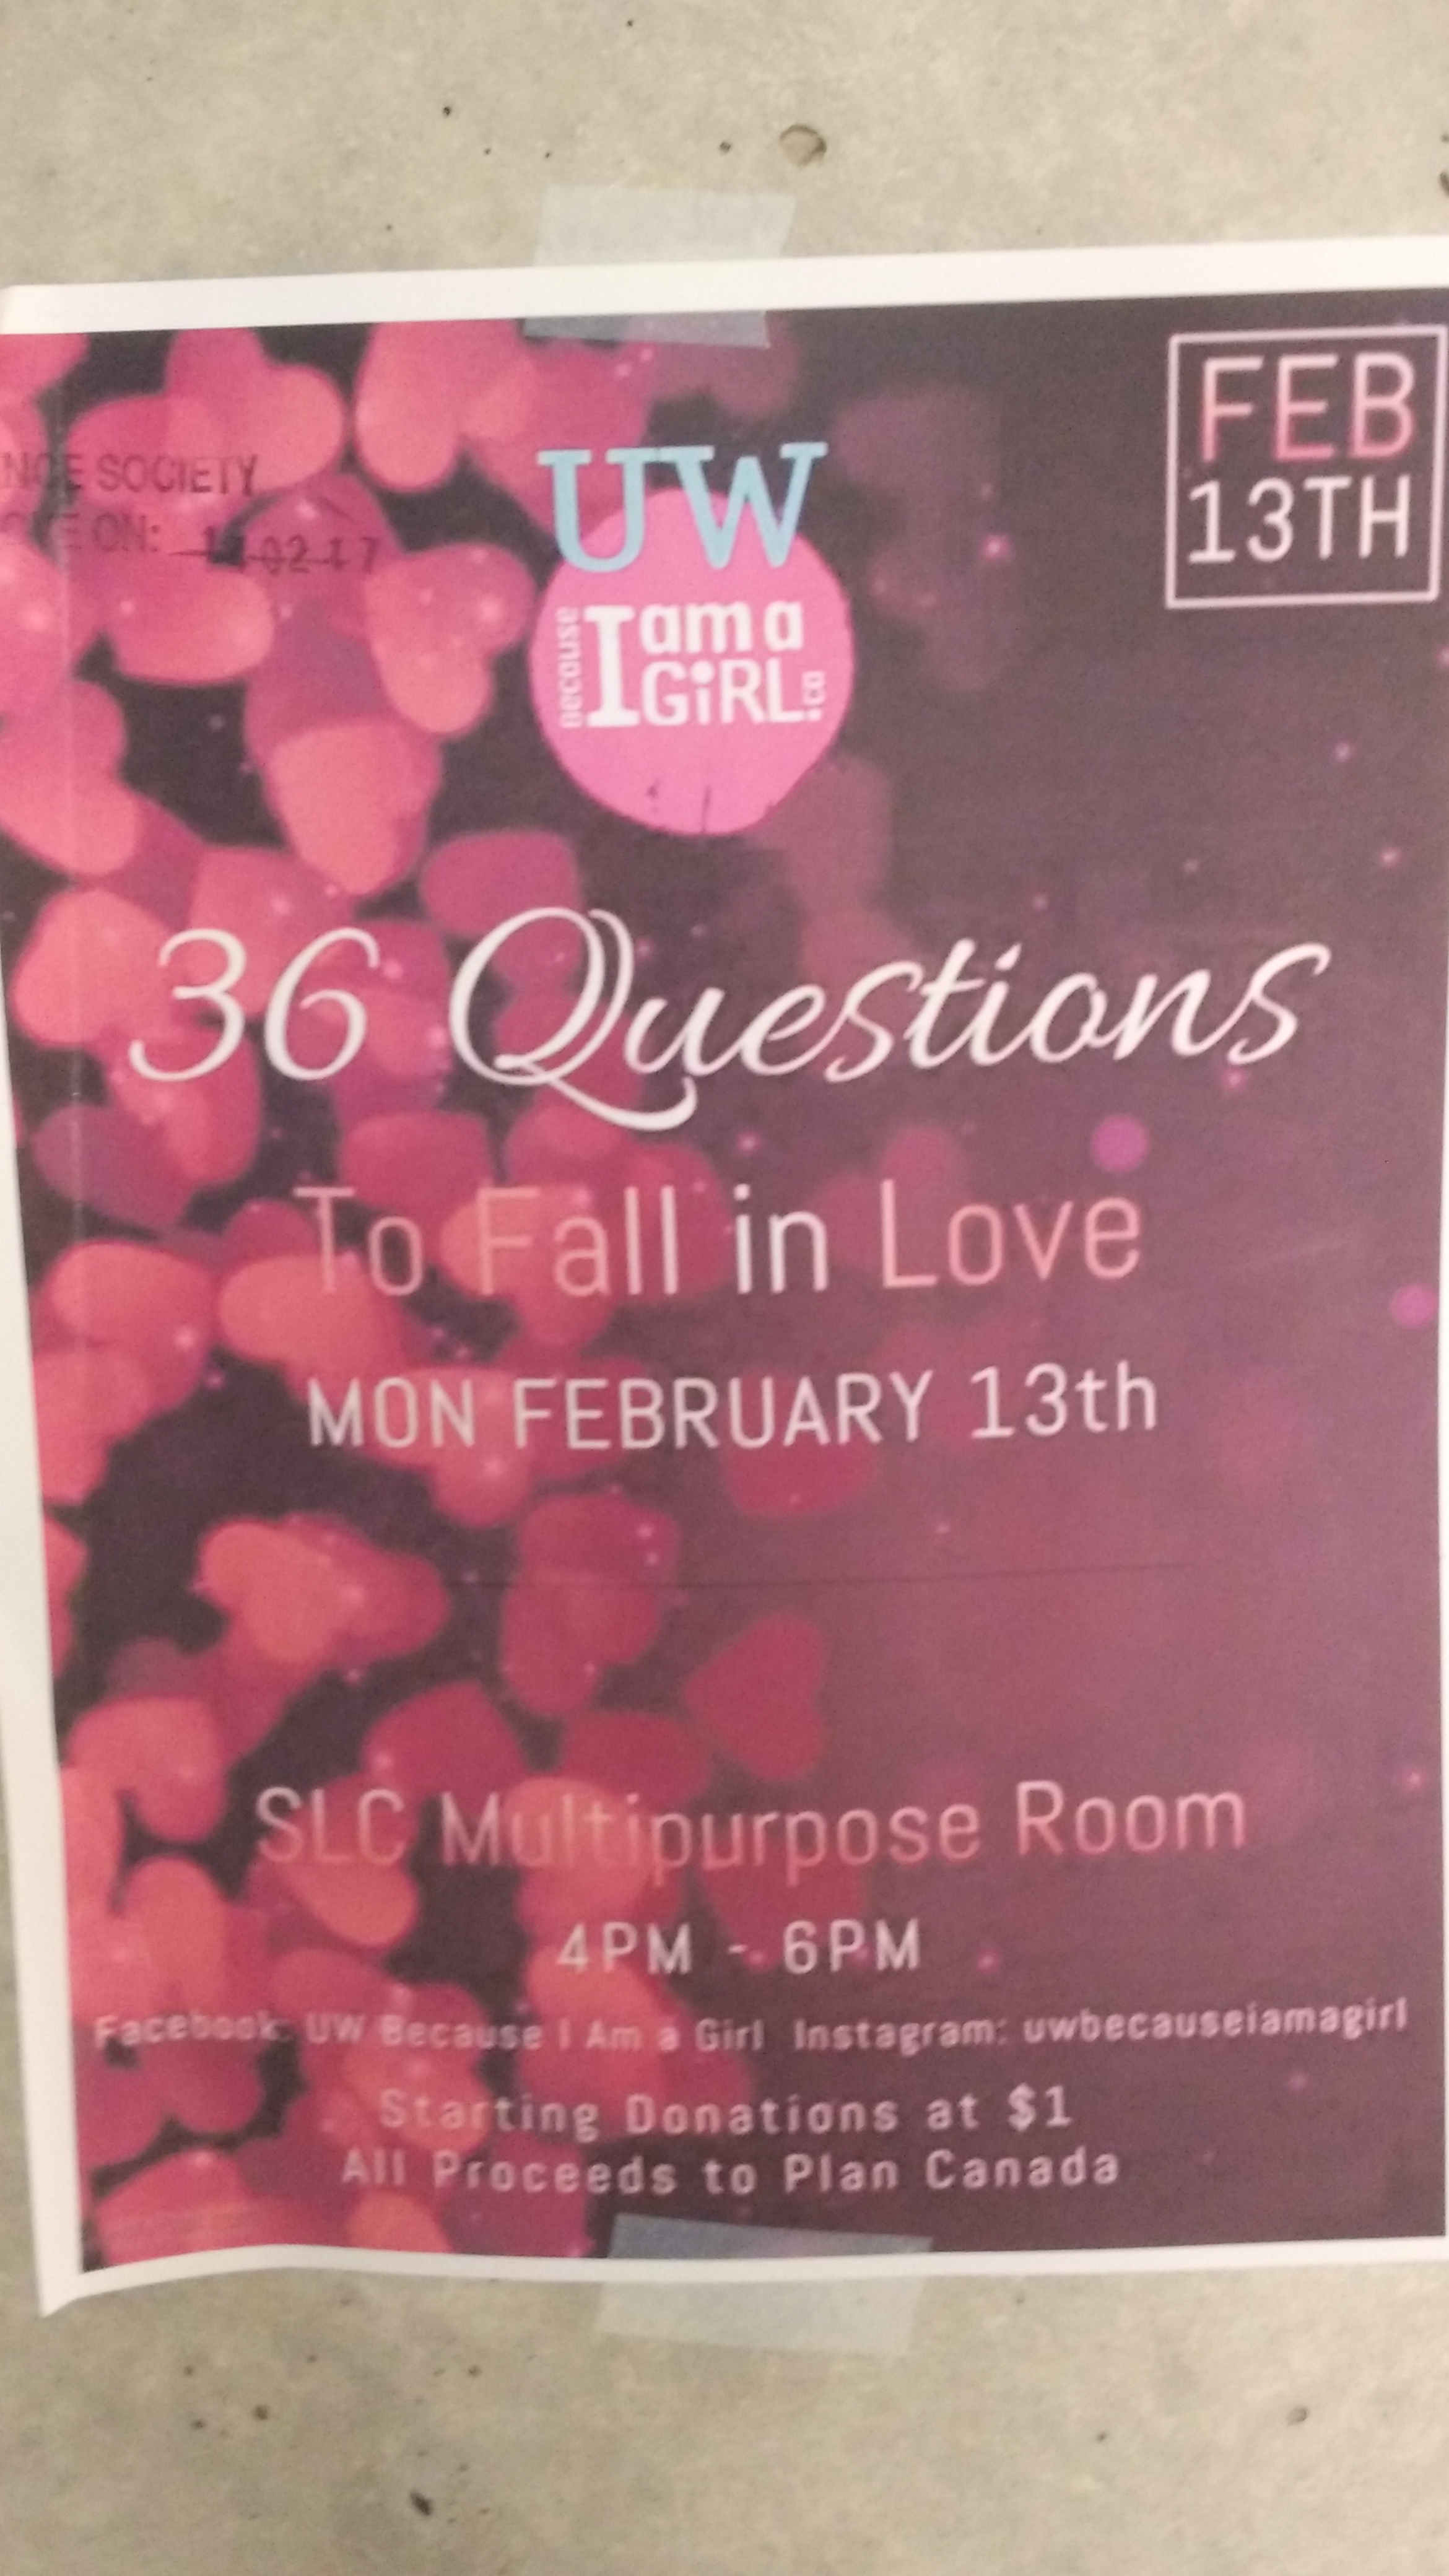 FEB
13TH
SOCIETY
ON:
UW
because
I am a
GiRL.ca
36 Questions
To Fall in Love
MON FEBRUARY 13th
SLC Multipurpose Room
4PM - 6PM
Facebook: UW Because I Am a Girl Instagram: uwbecauseiamagirl
Starting Donations at $1
All Proceeds to Plan Canada